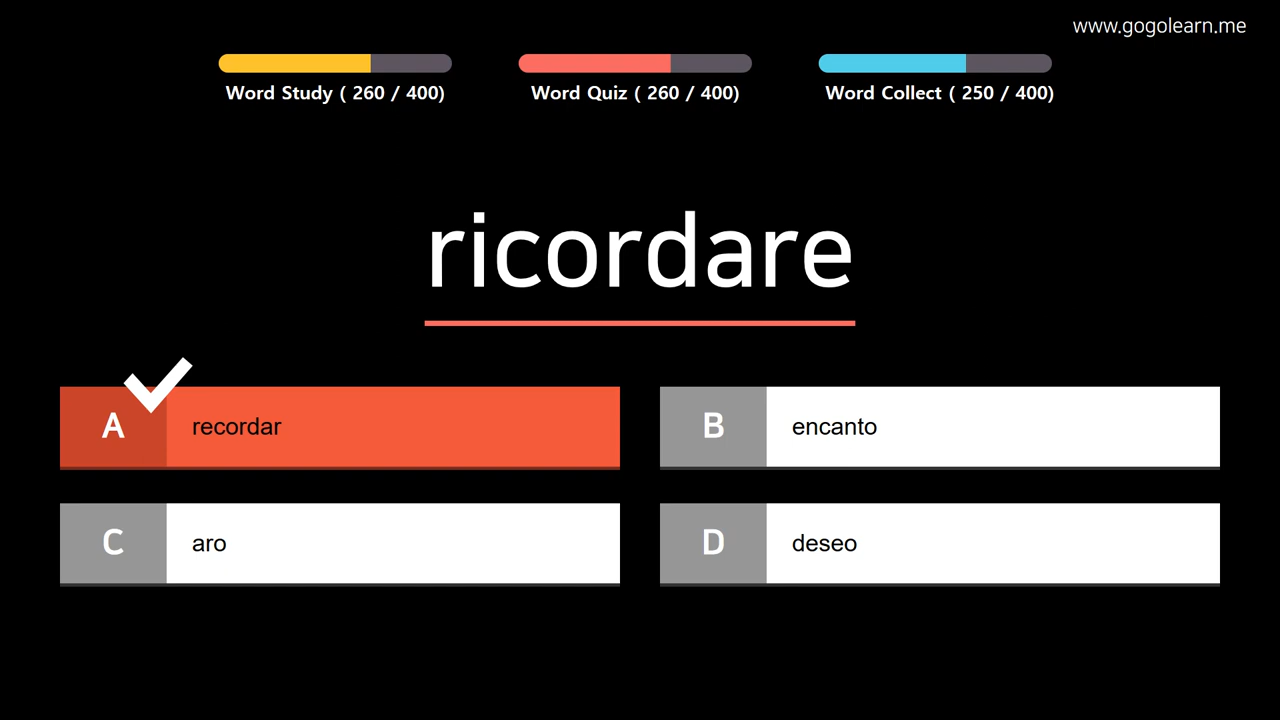 www.gogolearn.me
Word Study ( 260 / 400)
Word Quiz ( 260 / 400)
Word Collect ( 250 / 400)
ricordare
A recordar
B encanto
C aro
D deseo